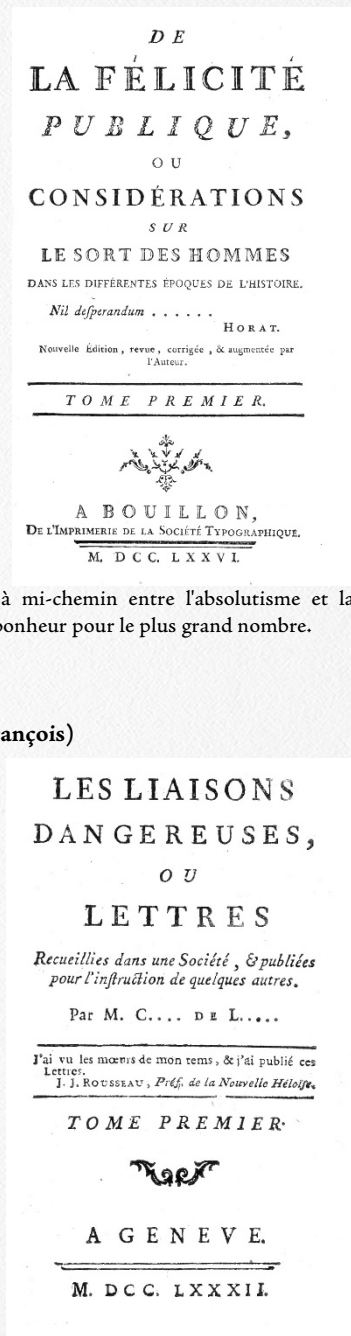 DE
LA FÉLICITÉ
PUBLIQUE,
OU
CONSIDÉRATIONS
SUR
LE SORT DES HOMMES
DANS LES DIFFÉRENTES ÉPOQUES DE L'HISTOIRE.
Nil deſperandum . . . . . .
HORAT.
Nouvelle Édition, revue, corrigée, & augmentée par
l'Auteur.
TOME PREMIER.
A BOUILLON,
DE L'IMPRIMERIE DE LA SOCIÉTÉ TYPOGRAPHIQUE.
M. DCC. LXXVI.
à mi-chemin entre l'absolutisme et la
bonheur pour le plus grand nombre.
ançois)
LES LIAISONS
DANGEREUSES,
OU
LETTRES
Recueillies dans une Société, & publiées
pour l'inſtruction de quelques autres.
Par M. C.... DE L.....
J'ai vu les mœurs de mon tems, & j'ai publié ces
Lettres.
J. J. ROUSSEAU, Préf. de la Nouvelle Héloïſe.
TOME PREMIER.
A GENEVE.
M. DCC. LXXXII.